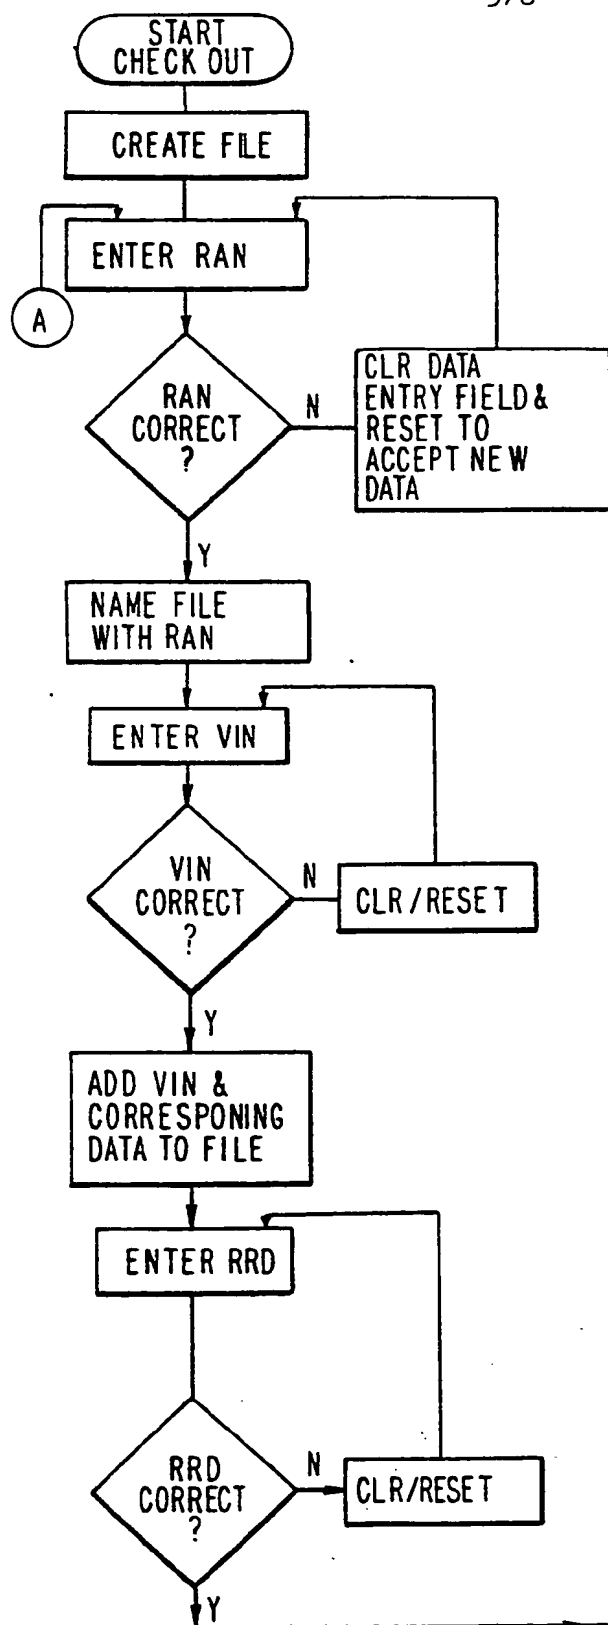 START
CHECK OUT
CREATE FILE
ENTER RAN
A
RAN
CORRECT
?
N
CLR DATA
ENTRY FIELD &
RESET TO
ACCEPT NEW
DATA
Y
NAME FILE
WITH RAN
ENTER VIN
VIN
CORRECT
?
N
CLR/RESET
Y
ADD VIN &
CORRESPONING
DATA TO FILE
ENTER RRD
RRD
CORRECT
?
N
CLR/RESET
Y